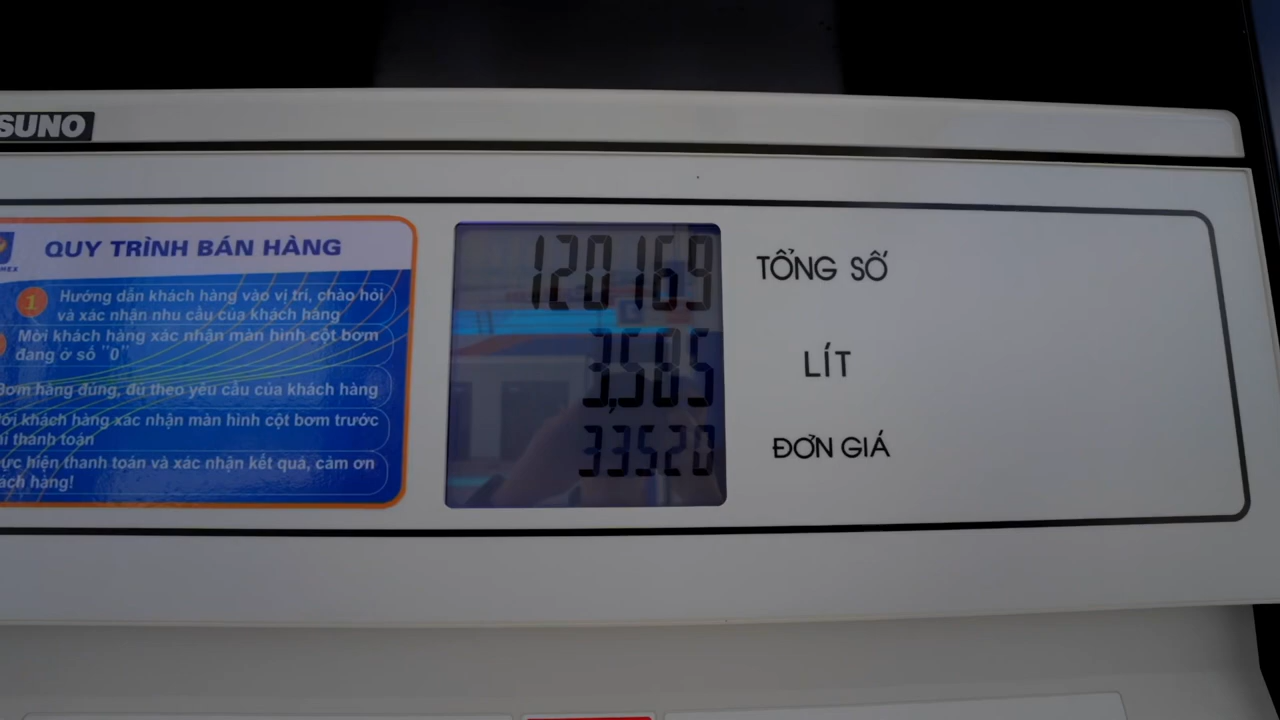 SUNO
QUY TRÌNH BÁN HÀNG
1
Hướng dẫn khách hàng vào vị trí, chào hỏi
và xác nhận nhu cầu của khách hàng
Mời khách hàng xác nhận màn hình cột bơm
đang ở số "0"
Bơm hàng đúng, đủ theo yêu cầu của khách hàng
khách hàng xác nhận màn hình cột bơm trước
thanh toán
hiện thanh toán và xác nhận kết quả, cảm ơn
hàng!
120169 TỔNG SỐ
3,585 LÍT
33520 ĐƠN GIÁ